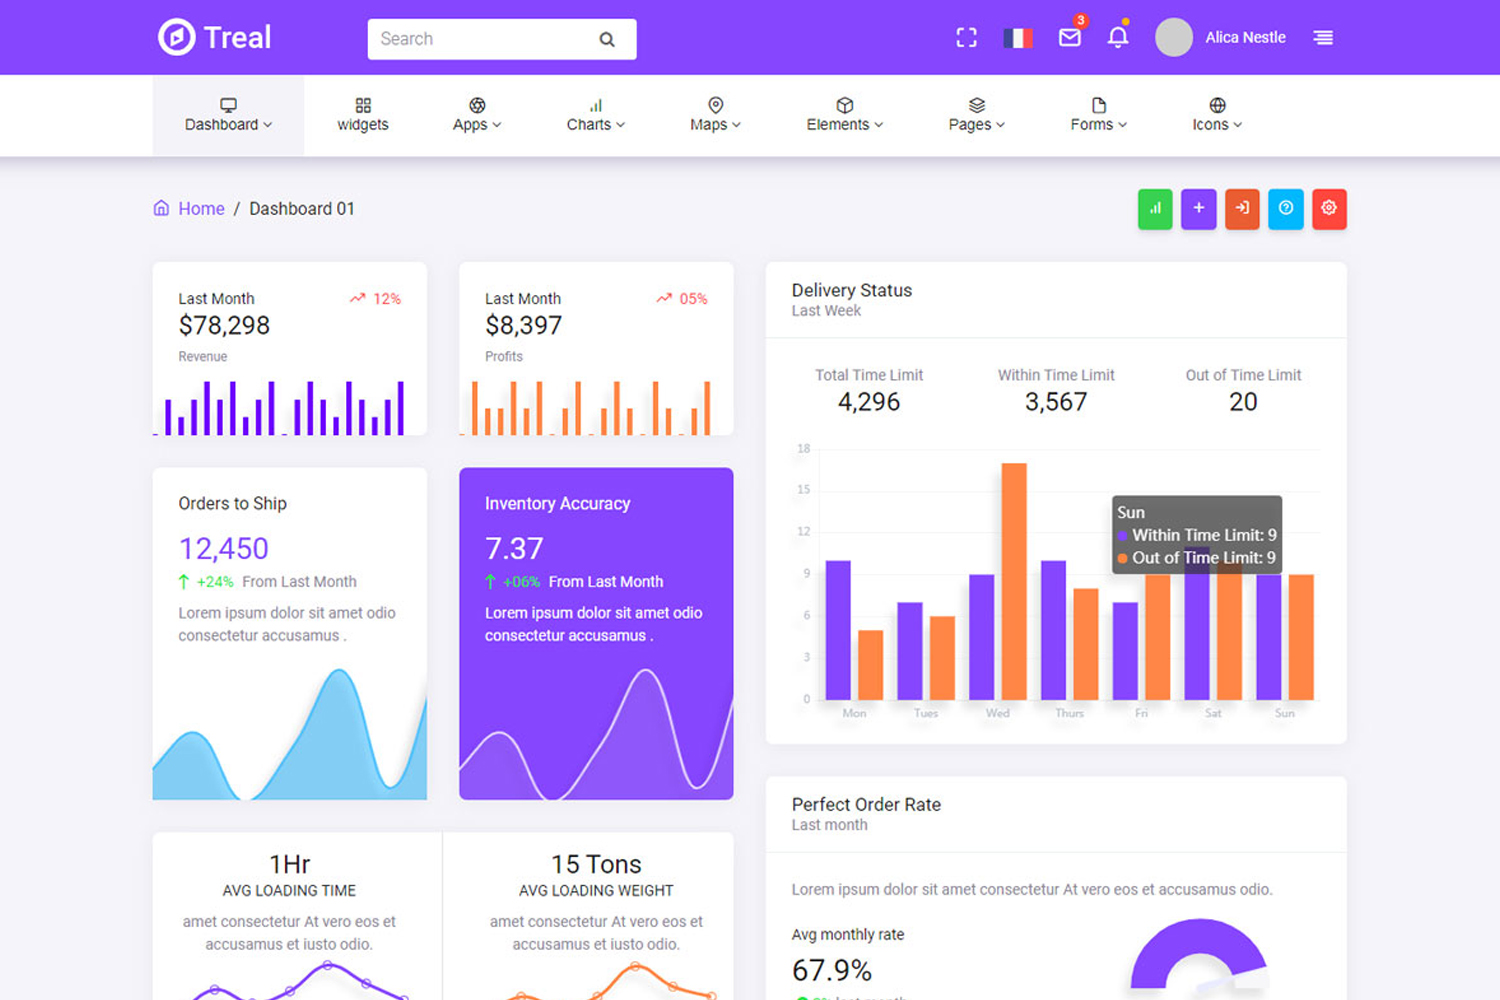 Treal
Search
3
Alica Nestle
Dashboard
widgets
Apps
Charts
Maps
Elements
Pages
Forms
Icons
Home / Dashboard 01
Last Month
12%
$78,298
Revenue
Last Month
05%
$8,397
Profits
Delivery Status
Last Week
Total Time Limit
4,296
Within Time Limit
3,567
Out of Time Limit
20
18
15
12
9
6
3
0
Sun
Within Time Limit: 9
Out of Time Limit: 9
Mon
Tues
Wed
Thurs
Fri
Sat
Sun
Orders to Ship
12,450
+24% From Last Month
Lorem ipsum dolor sit amet odio
consectetur accusamus .
Inventory Accuracy
7.37
+06% From Last Month
Lorem ipsum dolor sit amet odio
consectetur accusamus .
1Hr
AVG LOADING TIME
amet consectetur At vero eos et
accusamus et iusto odio.
15 Tons
AVG LOADING WEIGHT
amet consectetur At vero eos et
accusamus et iusto odio.
Perfect Order Rate
Last month
Lorem ipsum dolor sit amet consectetur At vero eos et accusamus odio.
Avg monthly rate
67.9%
last month